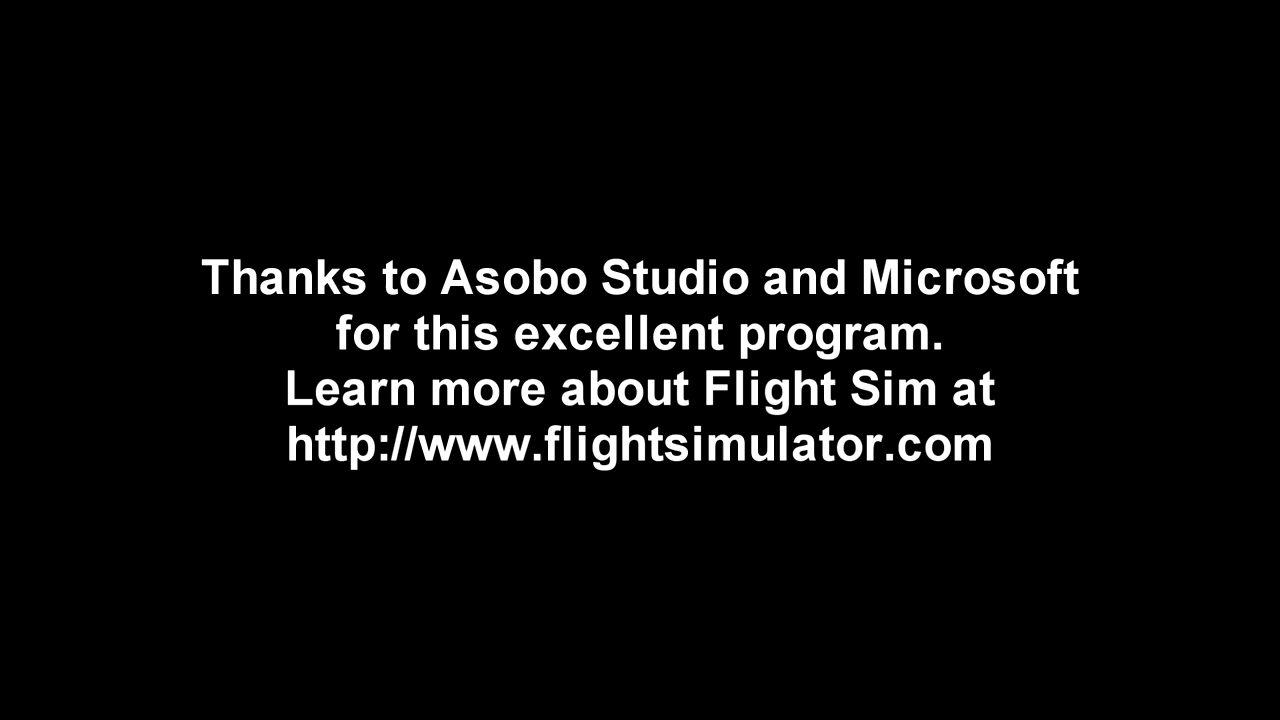 Thanks to Asobo Studio and Microsoft
for this excellent program.
Learn more about Flight Sim at
http://www.flightsimulator.com